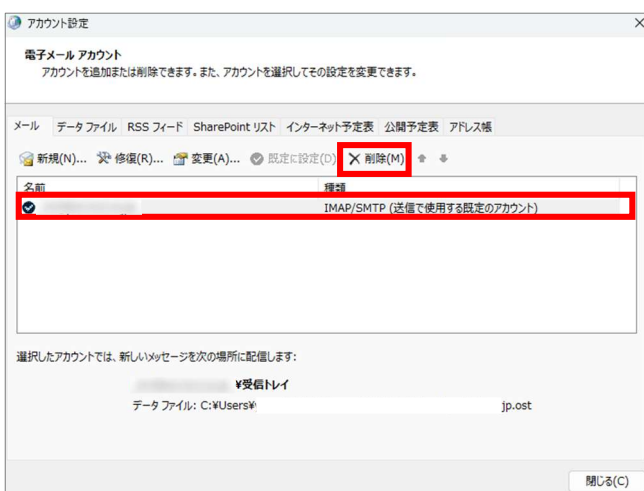 アカウント設定
電子メール アカウント
アカウントを追加または削除できます。また、アカウントを選択してその設定を変更できます。
メール データ ファイル RSS フィード SharePoint リスト インターネット予定表 公開予定表 アドレス帳
新規(N)... 修復(R)... 変更(A)... 既定に設定(D) 削除(M)
名前 種類
IMAP/SMTP (送信で使用する既定のアカウント)
選択したアカウントでは、新しいメッセージを次の場所に配信します:
¥受信トレイ
データ ファイル: C:¥Users¥ jp.ost
閉じる(C)